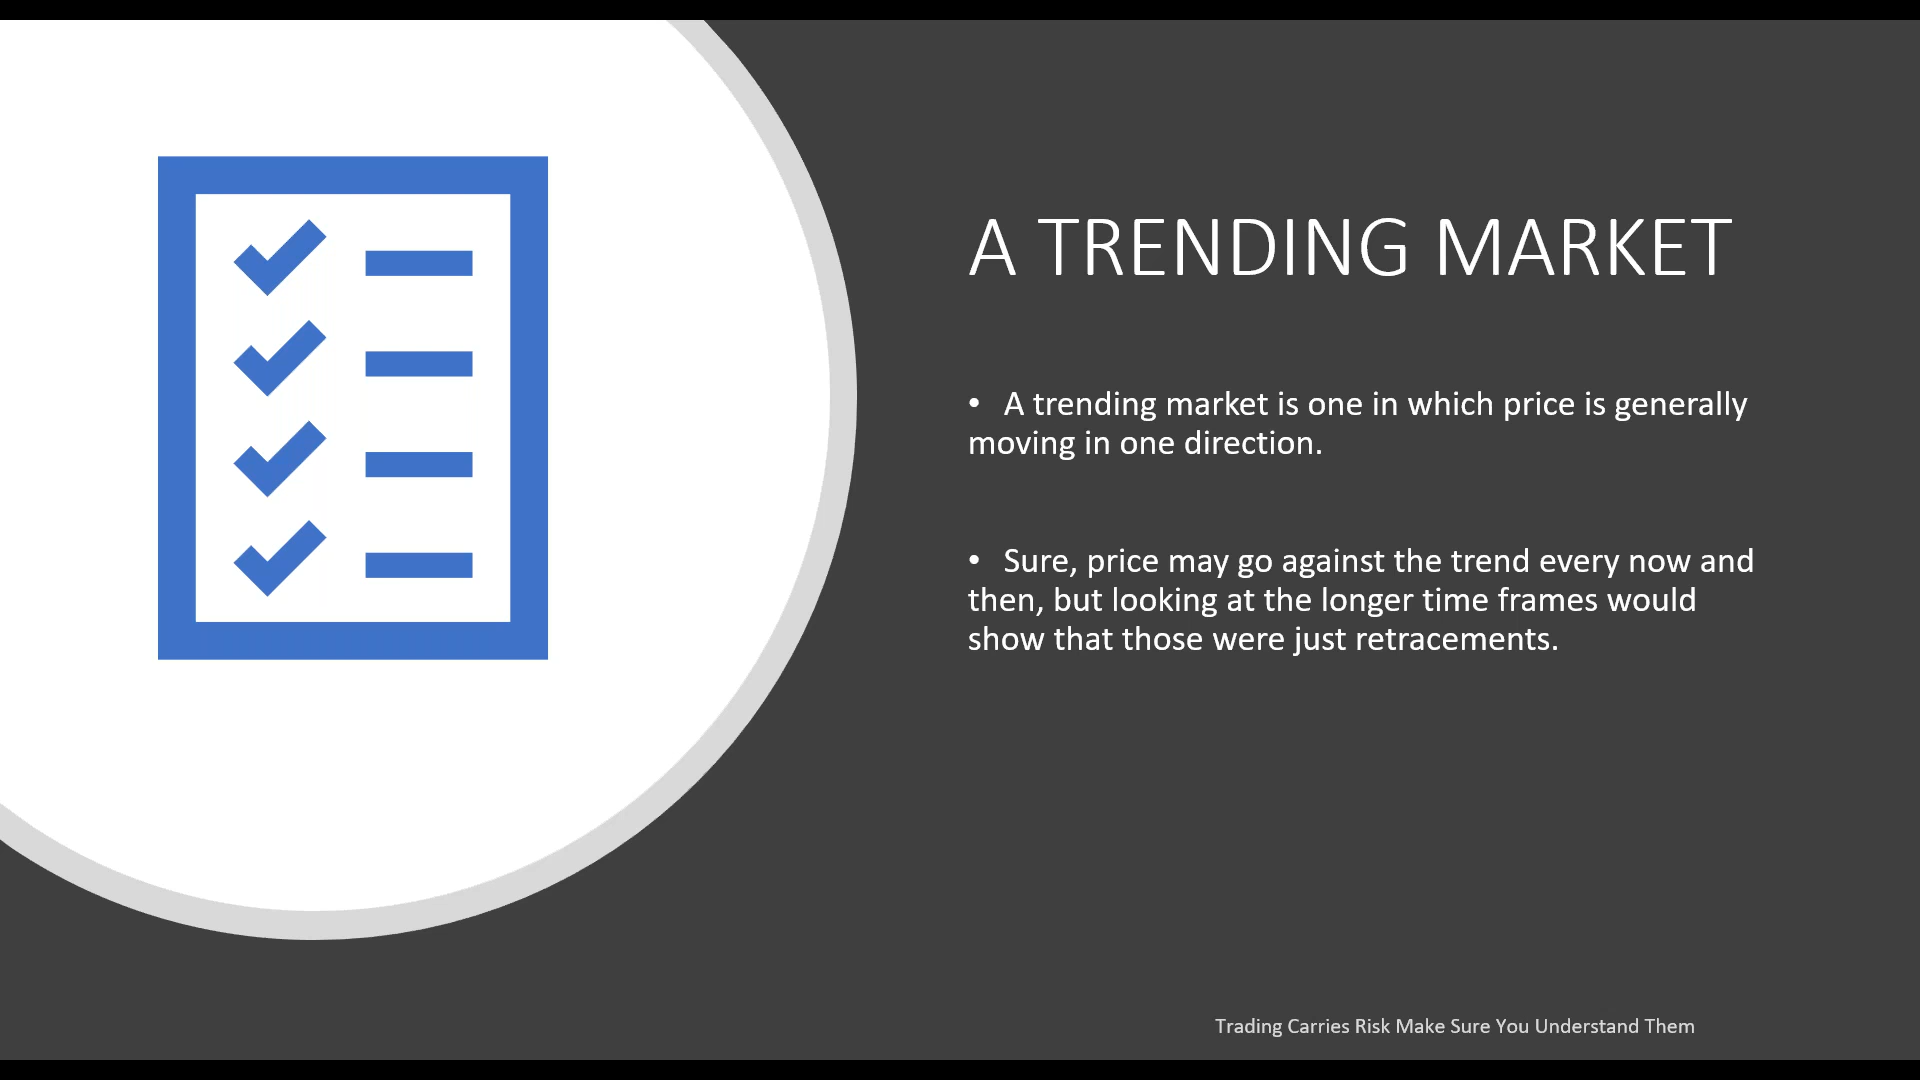 A TRENDING MARKET
• A trending market is one in which price is generally
moving in one direction.
• Sure, price may go against the trend every now and
then, but looking at the longer time frames would
show that those were just retracements.
Trading Carries Risk Make Sure You Understand Them